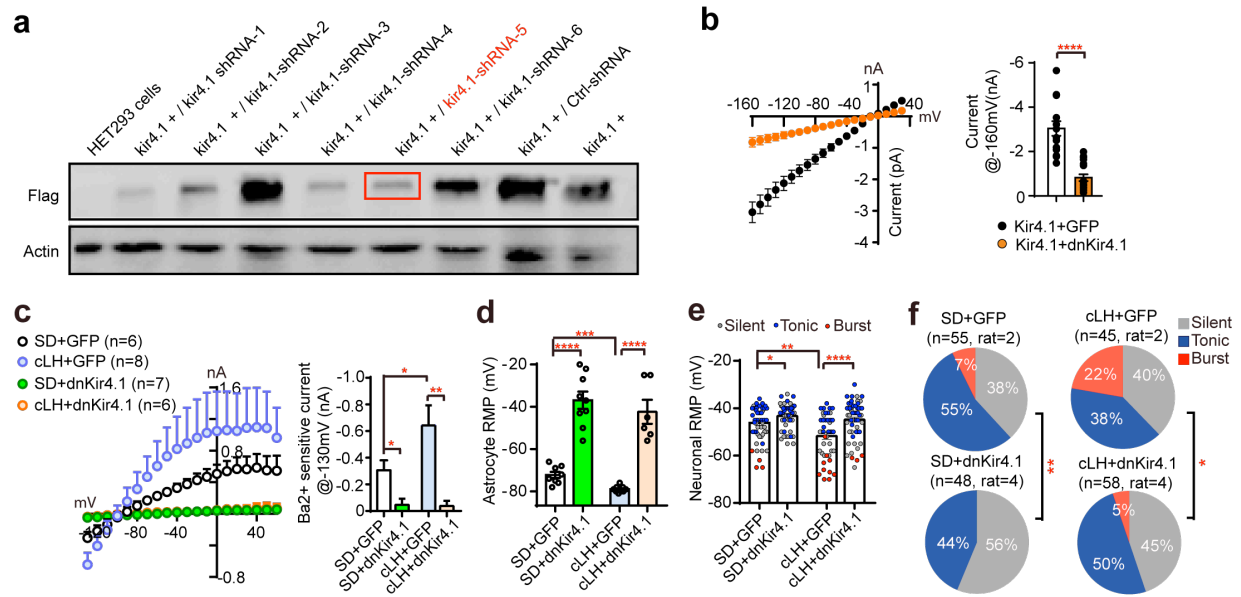 a
HET293 cells
kir4.1 + / kir4.1 shRNA-1
kir4.1 + / kir4.1-shRNA-2
kir4.1 + / kir4.1-shRNA-3
kir4.1 + / kir4.1-shRNA-4
kir4.1 + / kir4.1-shRNA-5
kir4.1 + / kir4.1-shRNA-6
kir4.1 + / Ctrl-shRNA
kir4.1 +
Flag
Actin
b
nA
1
-160 -120 -80 -40 0 40
mV
-1
-2
-3
-4
Current (pA)
****
-6
-4
-2
0
Current
@-160mV(nA)
Kir4.1+GFP
Kir4.1+dnKir4.1
c
SD+GFP (n=6)
cLH+GFP (n=8)
SD+dnKir4.1 (n=7)
cLH+dnKir4.1 (n=6)
nA
1.6
0.8
mV
-120 -80 -40 40
-0.8
Ba2+ sensitive current
@-130mV (nA)
-1.0
-0.8
-0.6
-0.4
-0.2
0
*
*
**
SD+GFP
SD+dnKir4.1
cLH+GFP
cLH+dnKir4.1
d
Astrocyte RMP (mV)
-20
-40
-60
-80
***
****
****
SD+GFP
SD+dnKir4.1
cLH+GFP
cLH+dnKir4.1
e
Silent Tonic Burst
Neuronal RMP (mV)
-20
-40
-60
-80
**
*
****
SD+GFP
SD+dnKir4.1
cLH+GFP
cLH+dnKir4.1
f
SD+GFP
(n=55, rat=2)
7%
38%
55%
cLH+GFP
(n=45, rat=2)
22%
40%
38%
Silent
Tonic
Burst
SD+dnKir4.1
(n=48, rat=4)
44%
56%
**
cLH+dnKir4.1
(n=58, rat=4)
5%
50%
45%
*